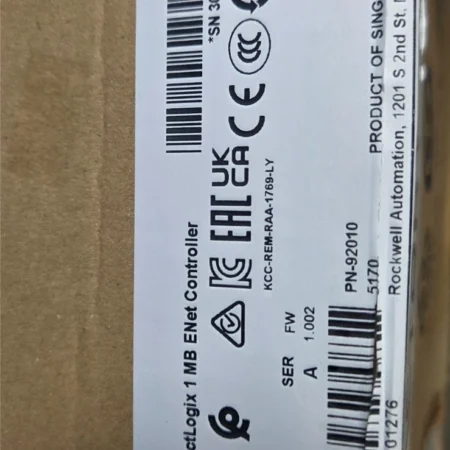 ctLogix 1 MB ENet Controller
*SN 30
KCC-REM-RAA-1769-LY
SER FW
A 1.002
PN-92010
5170
01276
PRODUCT OF SING
Rockwell Automation, 1201 S 2nd St.